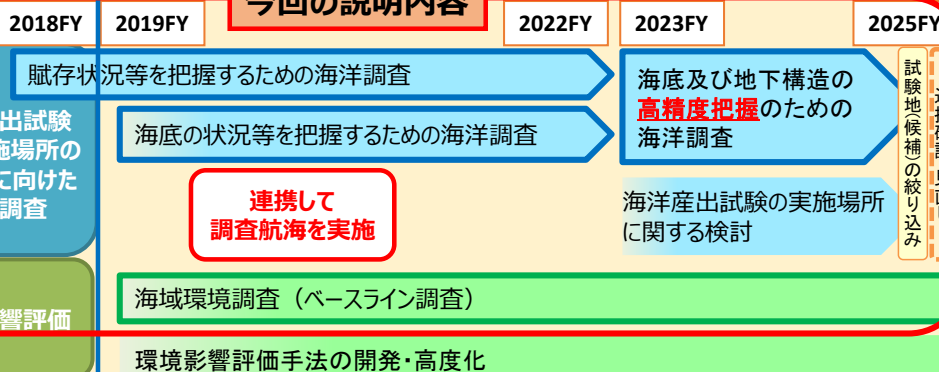 今回の説明内容
2018FY
2019FY
2022FY
2023FY
2025FY
賦存状況等を把握するための海洋調査
海底の状況等を把握するための海洋調査
海底及び地下構造の
高精度把握のための
海洋調査
出試験
施場所の
に向けた
調査
連携して
調査航海を実施
海洋産出試験の実施場所
に関する検討
試験地(候補)の絞り込み
海域環境調査（ベースライン調査）
響評価
環境影響評価手法の開発・高度化